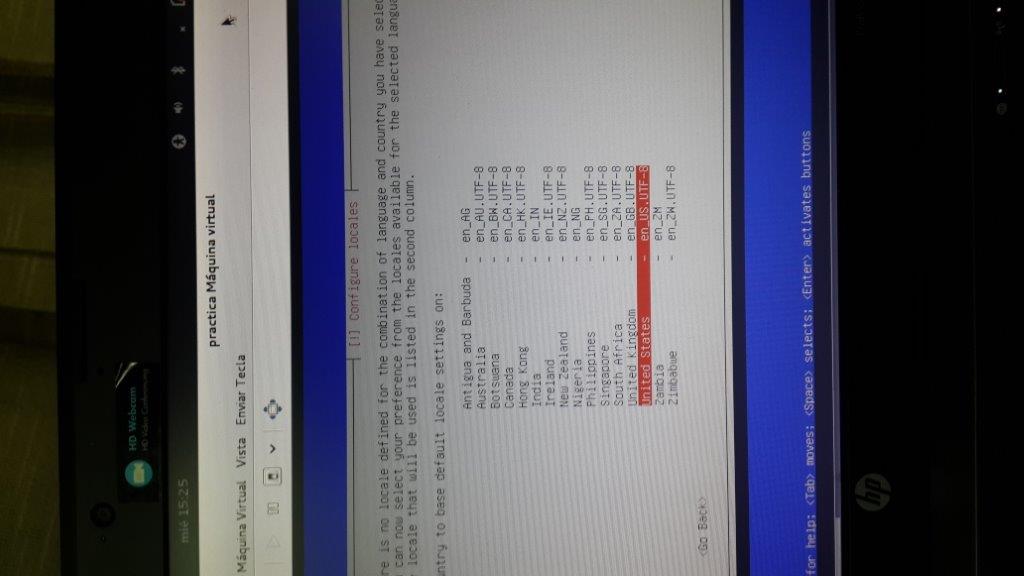 HD Webcam
HD Video Conferencing
mié 15:25
practica Máquina virtual
Máquina Virtual Vista Enviar Tecla
[!] Configure locales
re is no locale defined for the combination of language and country you have selec
can now select your preference from the locales available for the selected langua
locale that will be used is listed in the second column.
untry to base default locale settings on:
Antigua and Barbuda - en_AG
Australia - en_AU.UTF-8
Botswana - en_BW.UTF-8
Canada - en_CA.UTF-8
Hong Kong - en_HK.UTF-8
India - en_IN
Ireland - en_IE.UTF-8
New Zealand - en_NZ.UTF-8
Nigeria - en_NG
Philippines - en_PH.UTF-8
Singapore - en_SG.UTF-8
South Africa - en_ZA.UTF-8
United Kingdom - en_GB.UTF-8
United States - en_US.UTF-8
Zambia - en_ZM
Zimbabwe - en_ZW.UTF-8
<Go Back>
for help; <Tab> moves; <Space> selects; <Enter> activates buttons
hp